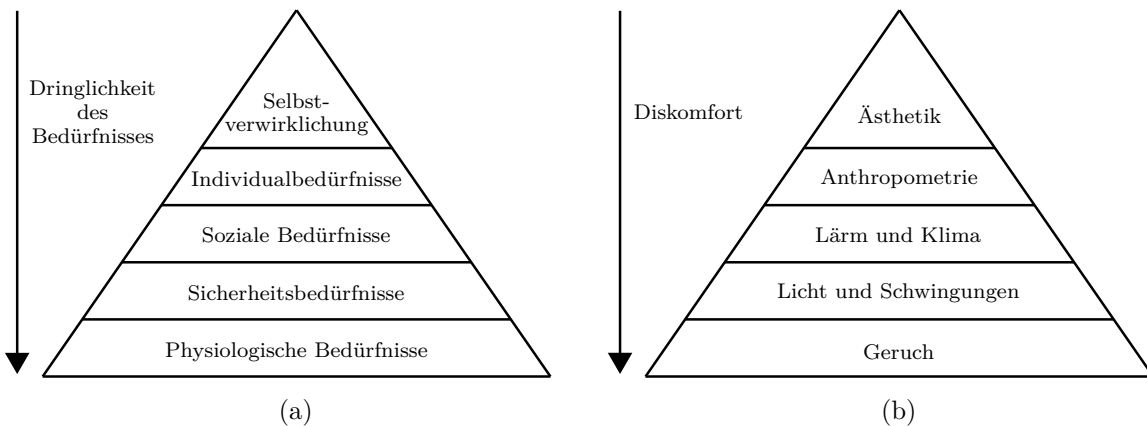 Dringlichkeit
des
Bedürfnisses
Selbst-
verwirklichung
Individualbedürfnisse
Soziale Bedürfnisse
Sicherheitsbedürfnisse
Physiologische Bedürfnisse
(a)
Diskomfort
Ästhetik
Anthropometrie
Lärm und Klima
Licht und Schwingungen
Geruch
(b)